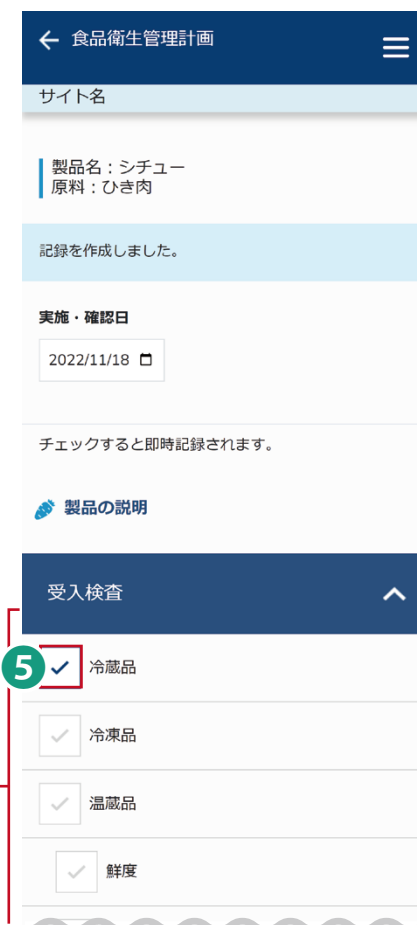 食品衛生管理計画
サイト名
製品名：シチュー
原料：ひき肉
記録を作成しました。
実施・確認日
2022/11/18
チェックすると即時記録されます。
製品の説明
受入検査
5
冷蔵品
冷凍品
温蔵品
鮮度